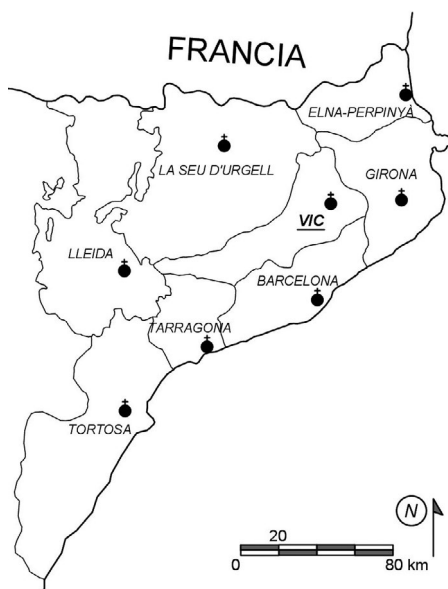 FRANCIA
ELNA-PERPINYÀ
LA SEU D'URGELL
GIRONA
VIC
LLEIDA
BARCELONA
TARRAGONA
TORTOSA
N
20
0 80 km